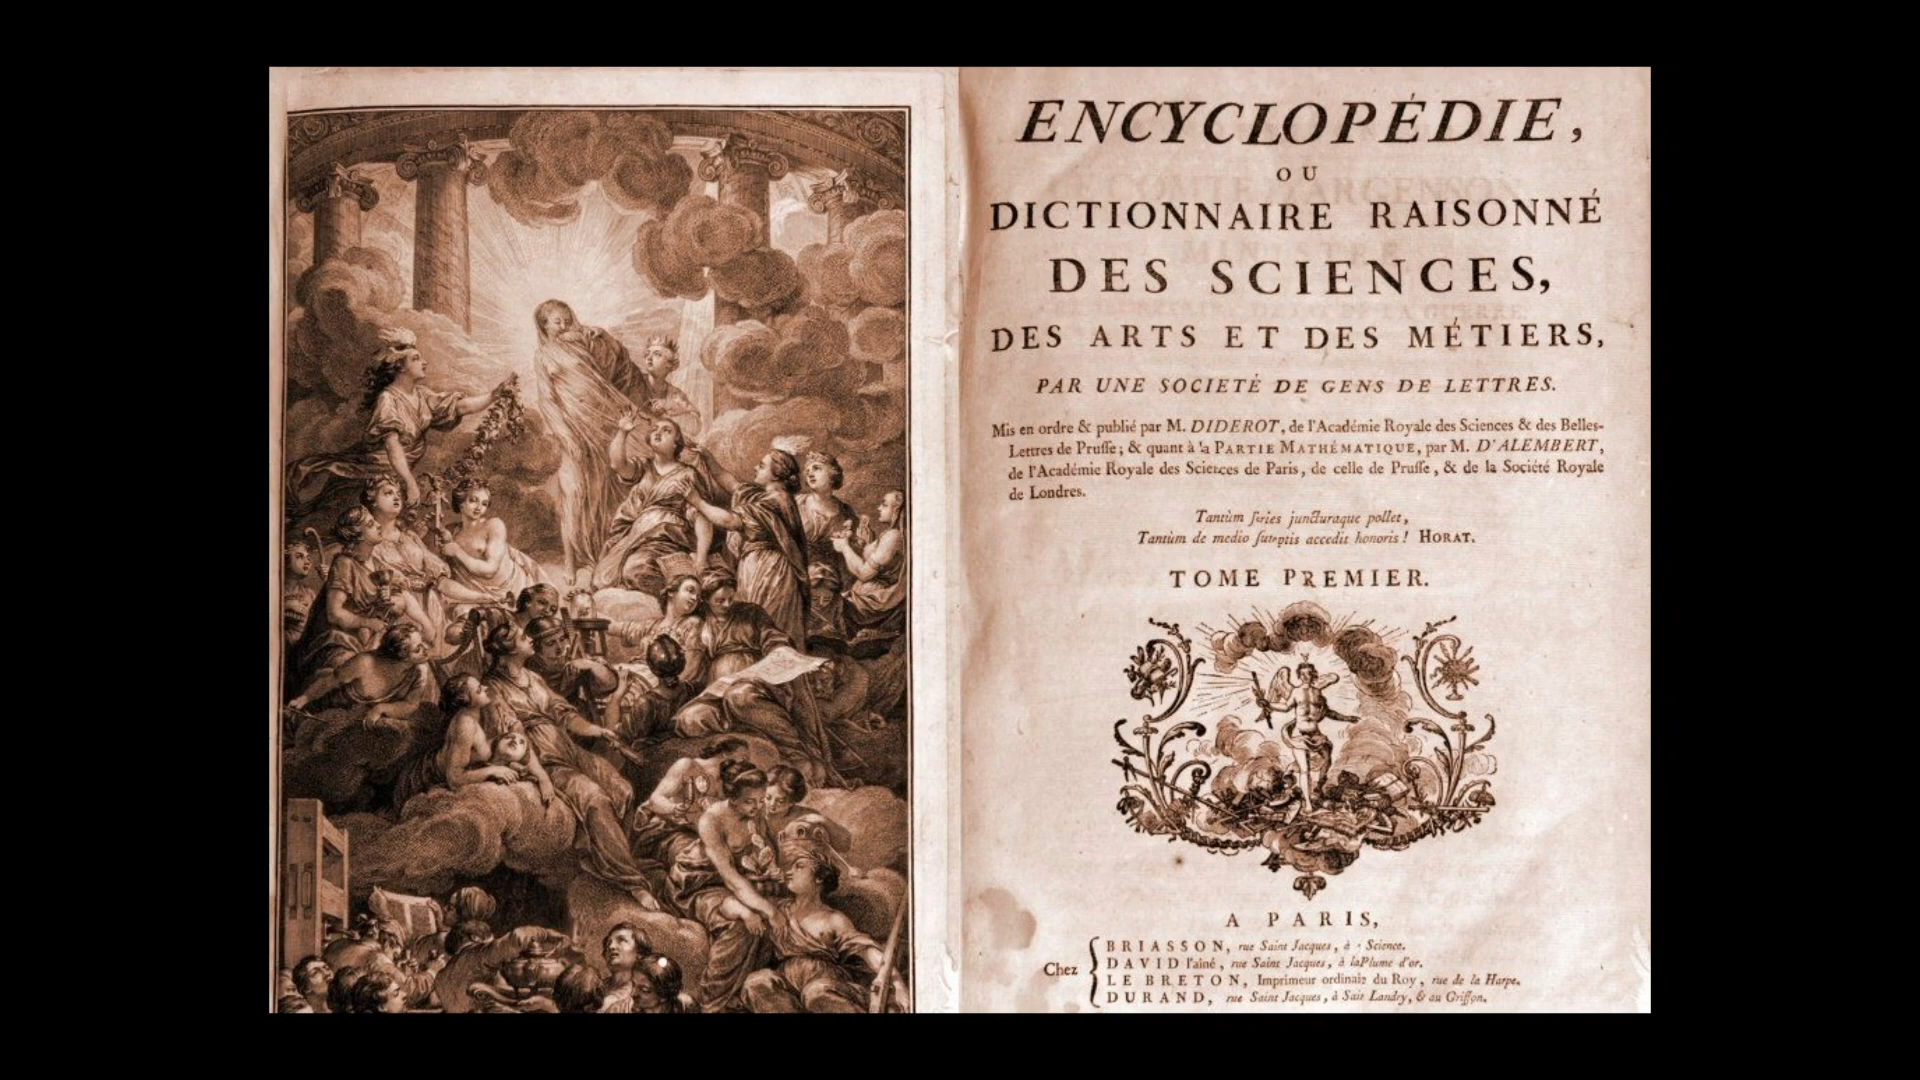 ENCYCLOPÉDIE,
OU
DICTIONNAIRE RAISONNÉ
DES SCIENCES,
DES ARTS ET DES MÉTIERS,
PAR UNE SOCIETÉ DE GENS DE LETTRES.
Mis en ordre & publié par M. DIDEROT, de l'Académie Royale des Sciences & des Belles-
Lettres de Pruſſe; & quant à la PARTIE MATHÉMATIQUE, par M. D'ALEMBERT,
de l'Académie Royale des Sciences de Paris, de celle de Pruſſe, & de la Société Royale
de Londres.
Tantùm ſeries juncturaque pollet,
Tantùm de medio ſumptis accedit honoris! HORAT.
TOME PREMIER.
A PARIS,
Chez
BRIASSON, rue Saint Jacques, à Science.
DAVID l'aîné, rue Saint Jacques, à la Plume d'or.
LE BRETON, Imprimeur ordinaire du Roy, rue de la Harpe.
DURAND, rue Saint Jacques, à Saint Landry, & au Griffon.